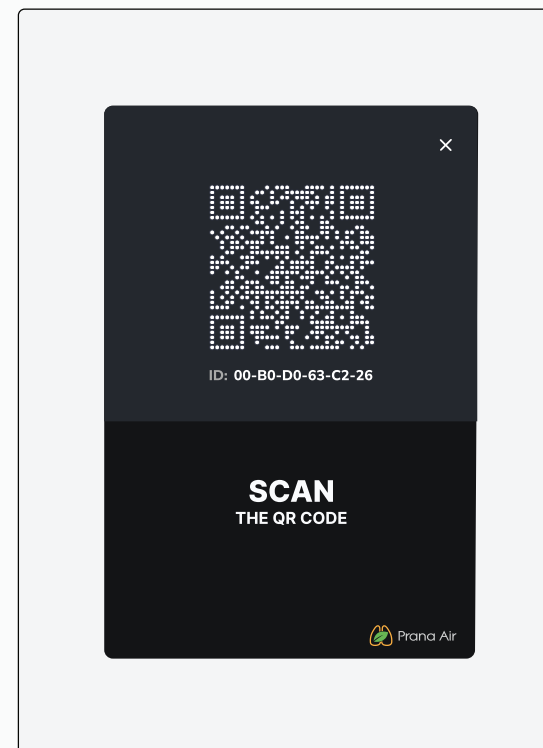 ID: 00-B0-D0-63-C2-26
SCAN
THE QR CODE
Prana Air